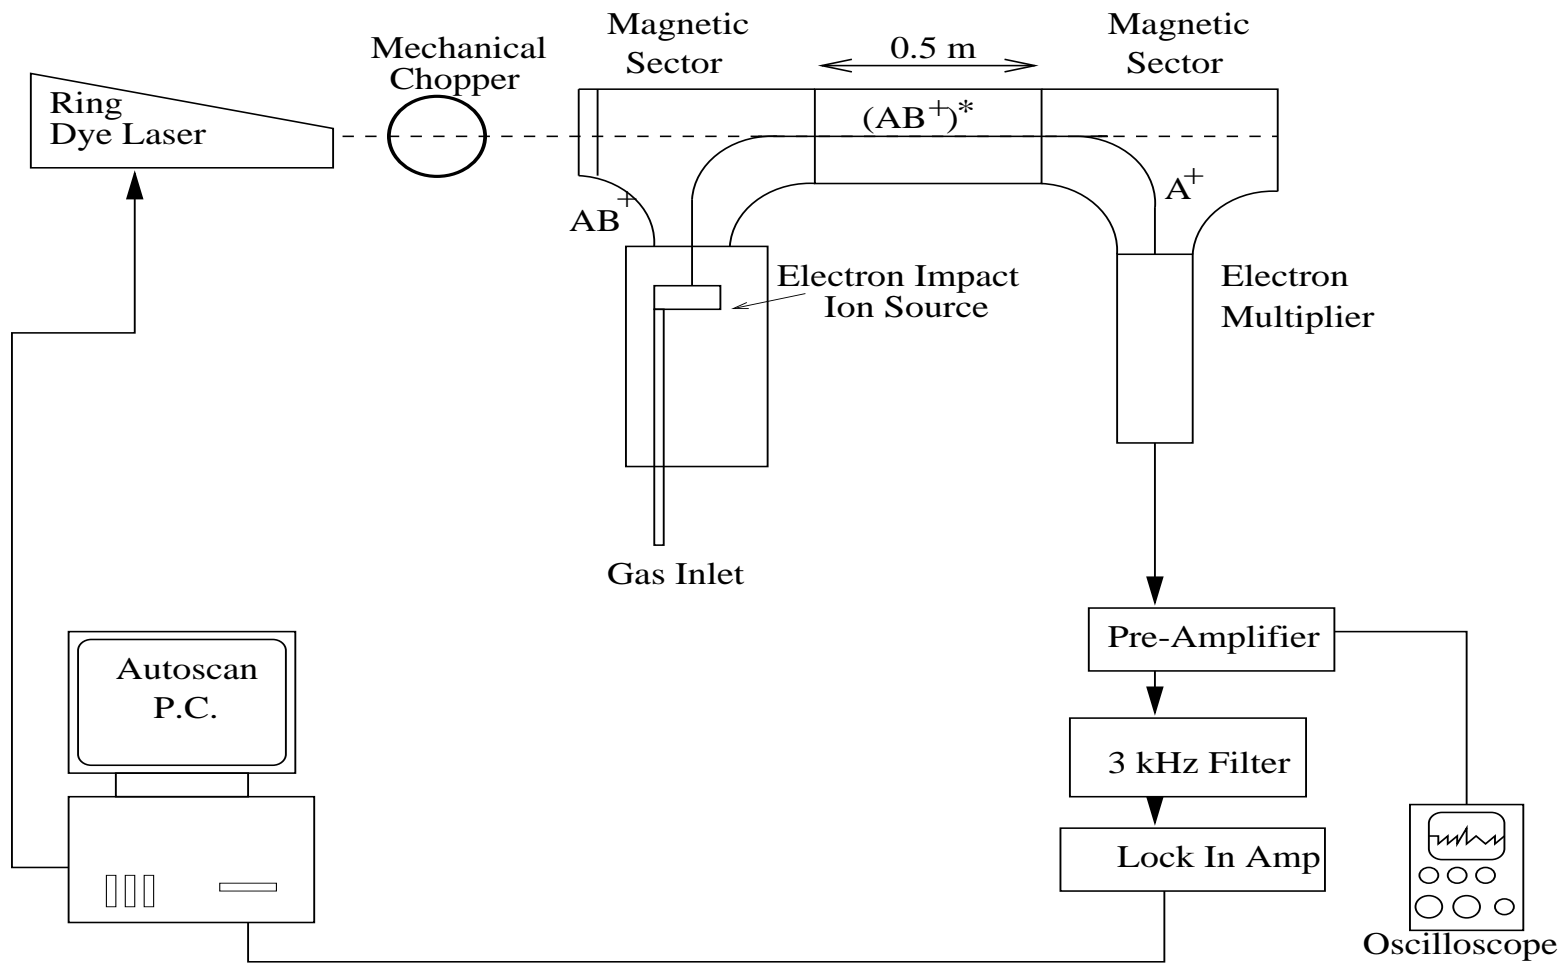 Magnetic
Sector
Magnetic
Sector
Mechanical
Chopper
0.5 m
Ring
Dye Laser
(AB+)*
AB+
A+
Electron Impact
Ion Source
Electron
Multiplier
Gas Inlet
Pre-Amplifier
Autoscan
P.C.
3 kHz Filter
Lock In Amp
Oscilloscope